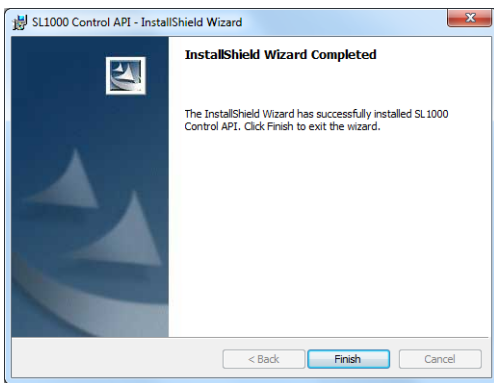 SL1000 Control API - InstallShield Wizard
InstallShield Wizard Completed
The InstallShield Wizard has successfully installed SL1000
Control API. Click Finish to exit the wizard.
< Back Finish Cancel